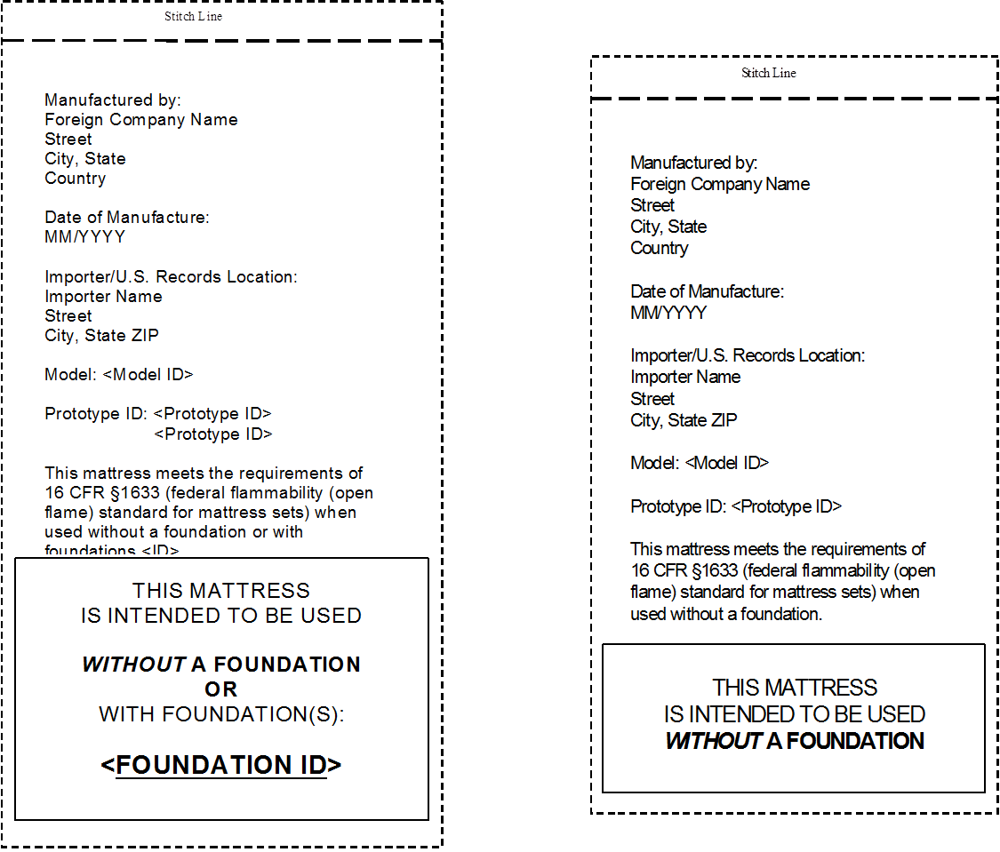 Stitch Line
Manufactured by:
Foreign Company Name
Street
City, State
Country
Date of Manufacture:
MM/YYYY
Importer/U.S. Records Location:
Importer Name
Street
City, State ZIP
Model: <Model ID>
Prototype ID: <Prototype ID>
<Prototype ID>
This mattress meets the requirements of
16 CFR §1633 (federal flammability (open
flame) standard for mattress sets) when
used without a foundation or with
foundations <ID>
THIS MATTRESS
IS INTENDED TO BE USED
WITHOUT A FOUNDATION
OR
WITH FOUNDATION(S):
<FOUNDATION ID>
Stitch Line
Manufactured by:
Foreign Company Name
Street
City, State
Country
Date of Manufacture:
MM/YYYY
Importer/U.S. Records Location:
Importer Name
Street
City, State ZIP
Model: <Model ID>
Prototype ID: <Prototype ID>
This mattress meets the requirements of
16 CFR §1633 (federal flammability (open
flame) standard for mattress sets) when
used without a foundation.
THIS MATTRESS
IS INTENDED TO BE USED
WITHOUT A FOUNDATION